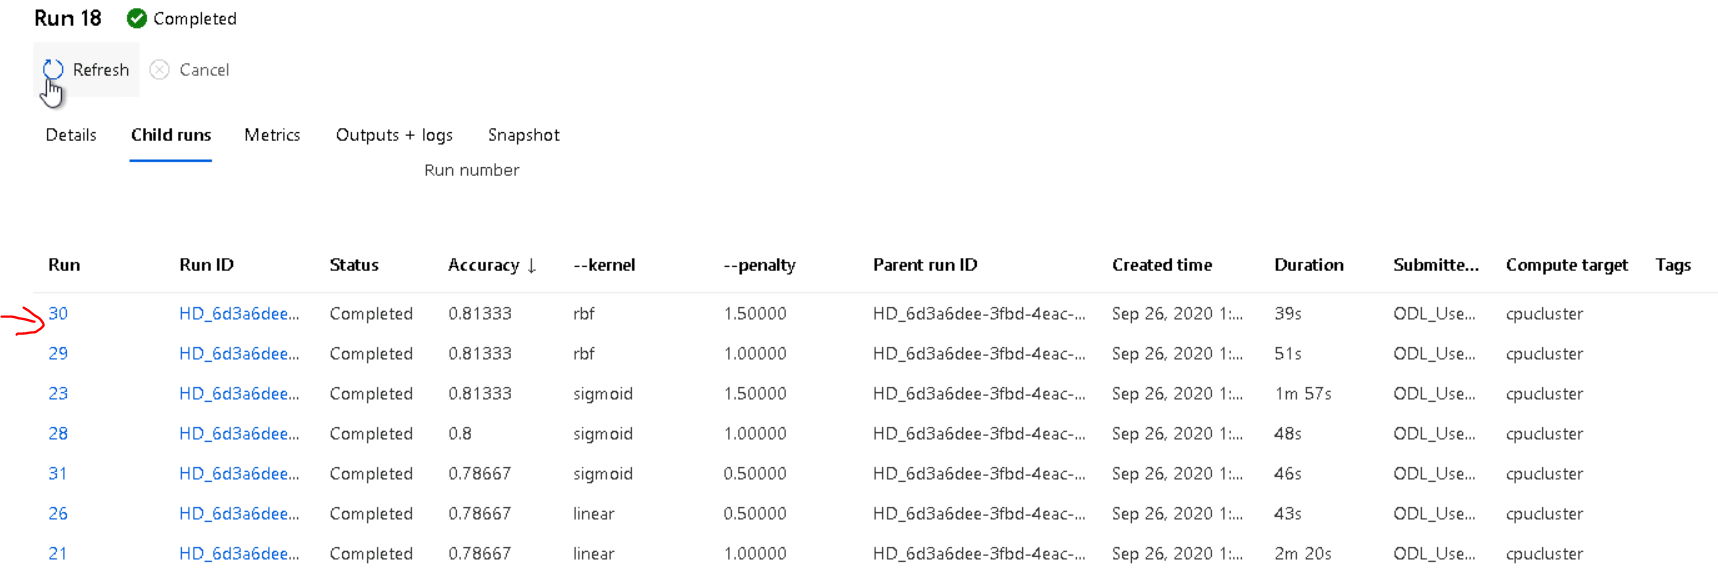 Run 18 Completed
Refresh Cancel
Details Child runs Metrics Outputs + logs Snapshot
Run number
Run Run ID Status Accuracy ↓ --kernel --penalty Parent run ID Created time Duration Submitte... Compute target Tags
30 HD_6d3a6dee... Completed 0.81333 rbf 1.50000 HD_6d3a6dee-3fbd-4eac-... Sep 26, 2020 1:... 39s ODL_Use... cpucluster
29 HD_6d3a6dee... Completed 0.81333 rbf 1.00000 HD_6d3a6dee-3fbd-4eac-... Sep 26, 2020 1:... 51s ODL_Use... cpucluster
23 HD_6d3a6dee... Completed 0.81333 sigmoid 1.50000 HD_6d3a6dee-3fbd-4eac-... Sep 26, 2020 1:... 1m 57s ODL_Use... cpucluster
28 HD_6d3a6dee... Completed 0.8 sigmoid 1.00000 HD_6d3a6dee-3fbd-4eac-... Sep 26, 2020 1:... 48s ODL_Use... cpucluster
31 HD_6d3a6dee... Completed 0.78667 sigmoid 0.50000 HD_6d3a6dee-3fbd-4eac-... Sep 26, 2020 1:... 46s ODL_Use... cpucluster
26 HD_6d3a6dee... Completed 0.78667 linear 0.50000 HD_6d3a6dee-3fbd-4eac-... Sep 26, 2020 1:... 43s ODL_Use... cpucluster
21 HD_6d3a6dee... Completed 0.78667 linear 1.00000 HD_6d3a6dee-3fbd-4eac-... Sep 26, 2020 1:... 2m 20s ODL_Use... cpucluster